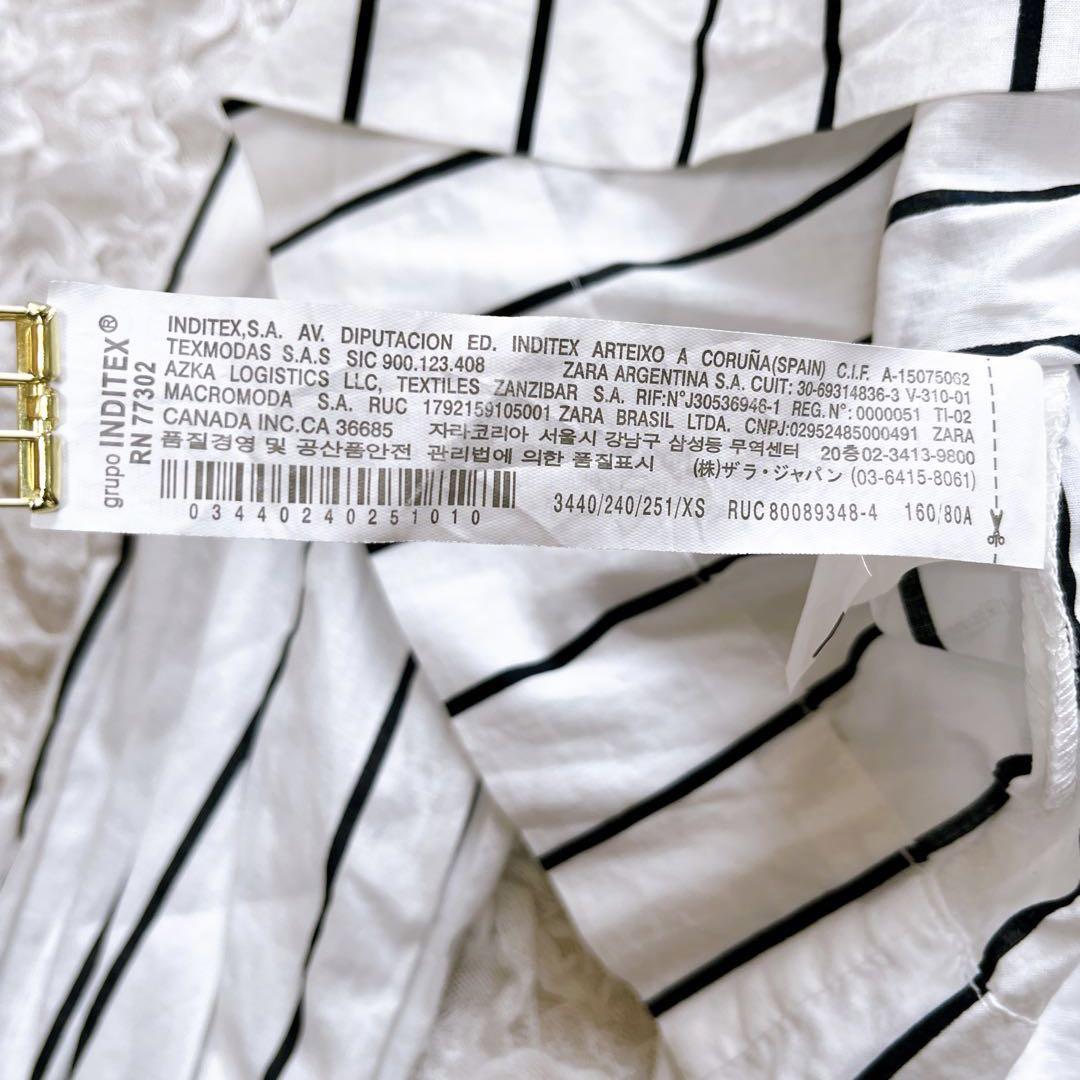 grupo INDITEX®
RN 77302
INDITEX,S.A. AV. DIPUTACION ED. INDITEX ARTEIXO A CORUÑA(SPAIN) C.I.F. A-15075062
TEXMODAS S.A.S SIC 900.123.408 ZARA ARGENTINA S.A. CUIT: 30-69314836-3 V-310-01
AZKA LOGISTICS LLC, TEXTILES ZANZIBAR S.A. RIF:N°J30536946-1 REG.N°: 0000051 TI-02
MACROMODA S.A. RUC 1792159105001 ZARA BRASIL LTDA. CNPJ:02952485000491 ZARA
CANADA INC.CA 36685 자라코리아 서울시 강남구 삼성동 무역센터 20층 02-3413-9800
품질경영 및 공산품안전 관리법에 의한 품질표시 (株)ザラ・ジャパン (03-6415-8061)
03440240251010 3440/240/251/XS RUC 80089348-4 160/80A